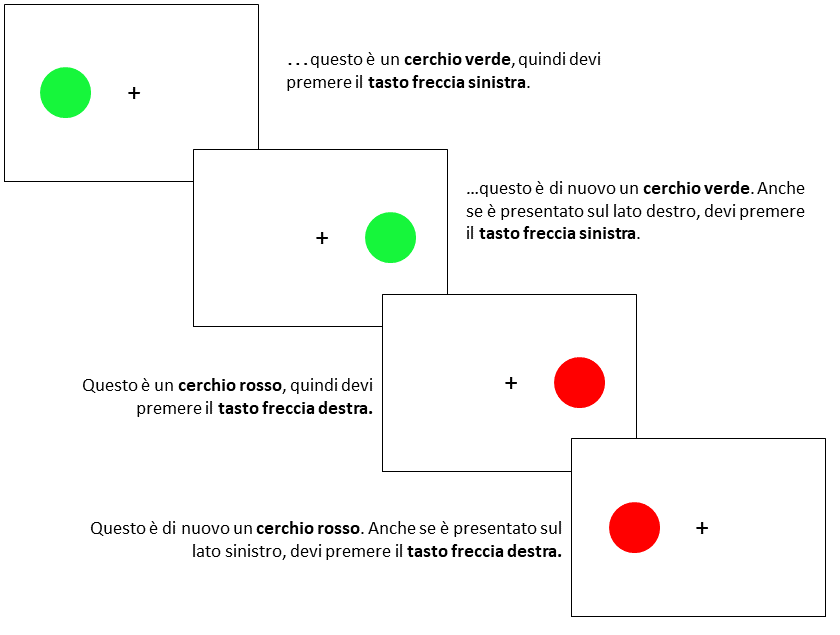 ...questo è un cerchio verde, quindi devi
premere il tasto freccia sinistra.
+
...questo è di nuovo un cerchio verde. Anche
se è presentato sul lato destro, devi premere
il tasto freccia sinistra.
+
Questo è un cerchio rosso, quindi devi
premere il tasto freccia destra.
+
Questo è di nuovo un cerchio rosso. Anche se è presentato sul
lato sinistro, devi premere il tasto freccia destra.
+